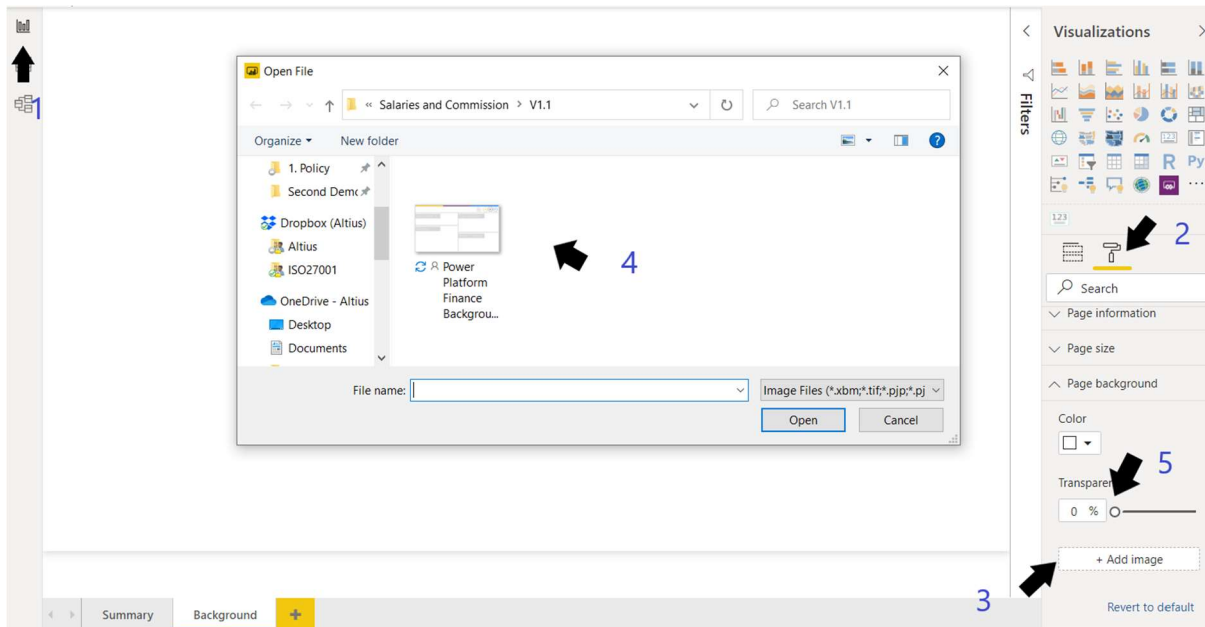 Open File
« Salaries and Commission > V1.1
Search V1.1
Organize
New folder
1. Policy
Second Demo
Dropbox (Altius)
Altius
ISO27001
OneDrive - Altius
Desktop
Documents
Power
Platform
Finance
Backgrou...
File name:
Image Files (*.xbm;*.tif;*.pjp;*.pj
Open
Cancel
1
4
Summary
Background
+
Filters
Visualizations
123
R
Py
...
123
2
Search
Page information
Page size
Page background
Color
5
Transparen
0 %
+ Add image
3
Revert to default